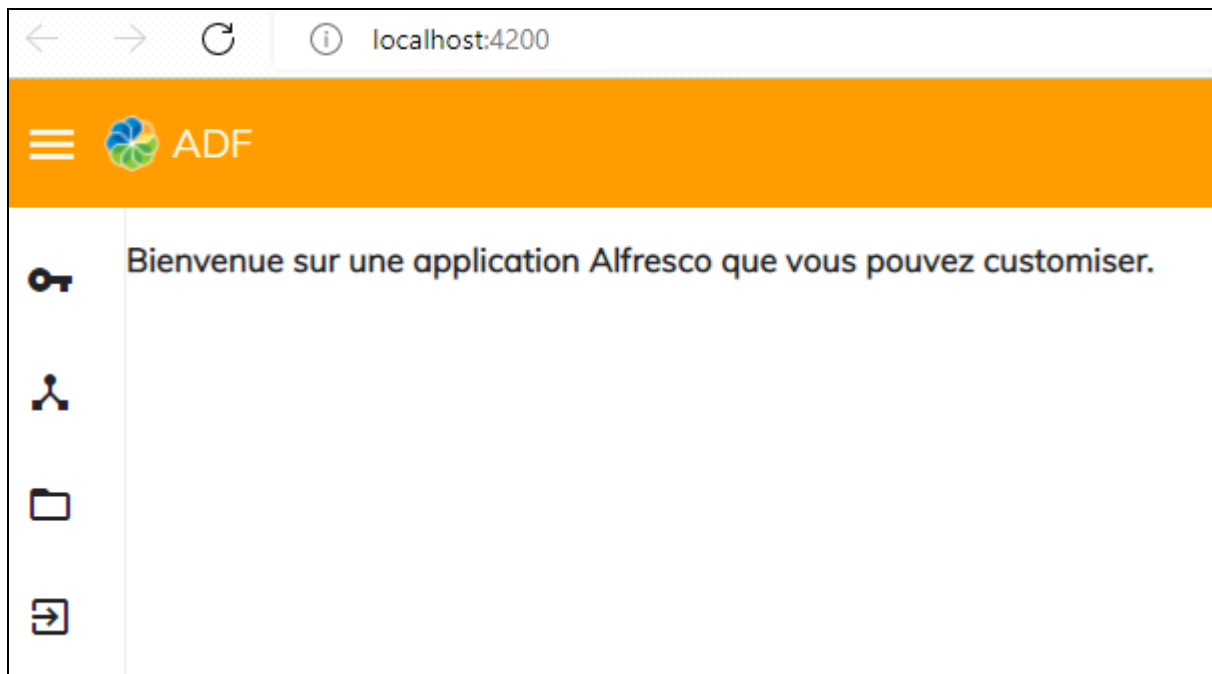 localhost:4200
ADF
Bienvenue sur une application Alfresco que vous pouvez customiser.